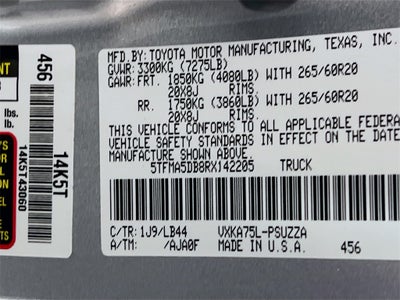 MFD.BY:TOYOTA MOTOR MANUFACTURING, TEXAS, INC.
GVWR:3300KG (7275LB)
GAWR:FRT. 1850KG (4080LB) WITH 265/60R20
20X8J RIMS.
RR. 1750KG (3860LB) WITH 265/60R20
20X8J RIMS.
THIS VEHICLE CONFORMS TO ALL APPLICABLE FEDERA
VEHICLE SAFETY STANDARDS IN EFFECT ON THE
DATE OF MANUFACTURE SHOWN ABOVE.
5TFMA5DB8RX142205 TRUCK
C/TR: 1J9/LB44 VXKA75L-PSUZZA
A/TM: /AJA0F MADE IN U.S.A. 456
456
14K5T
14K5T43060
lbs.
lb.